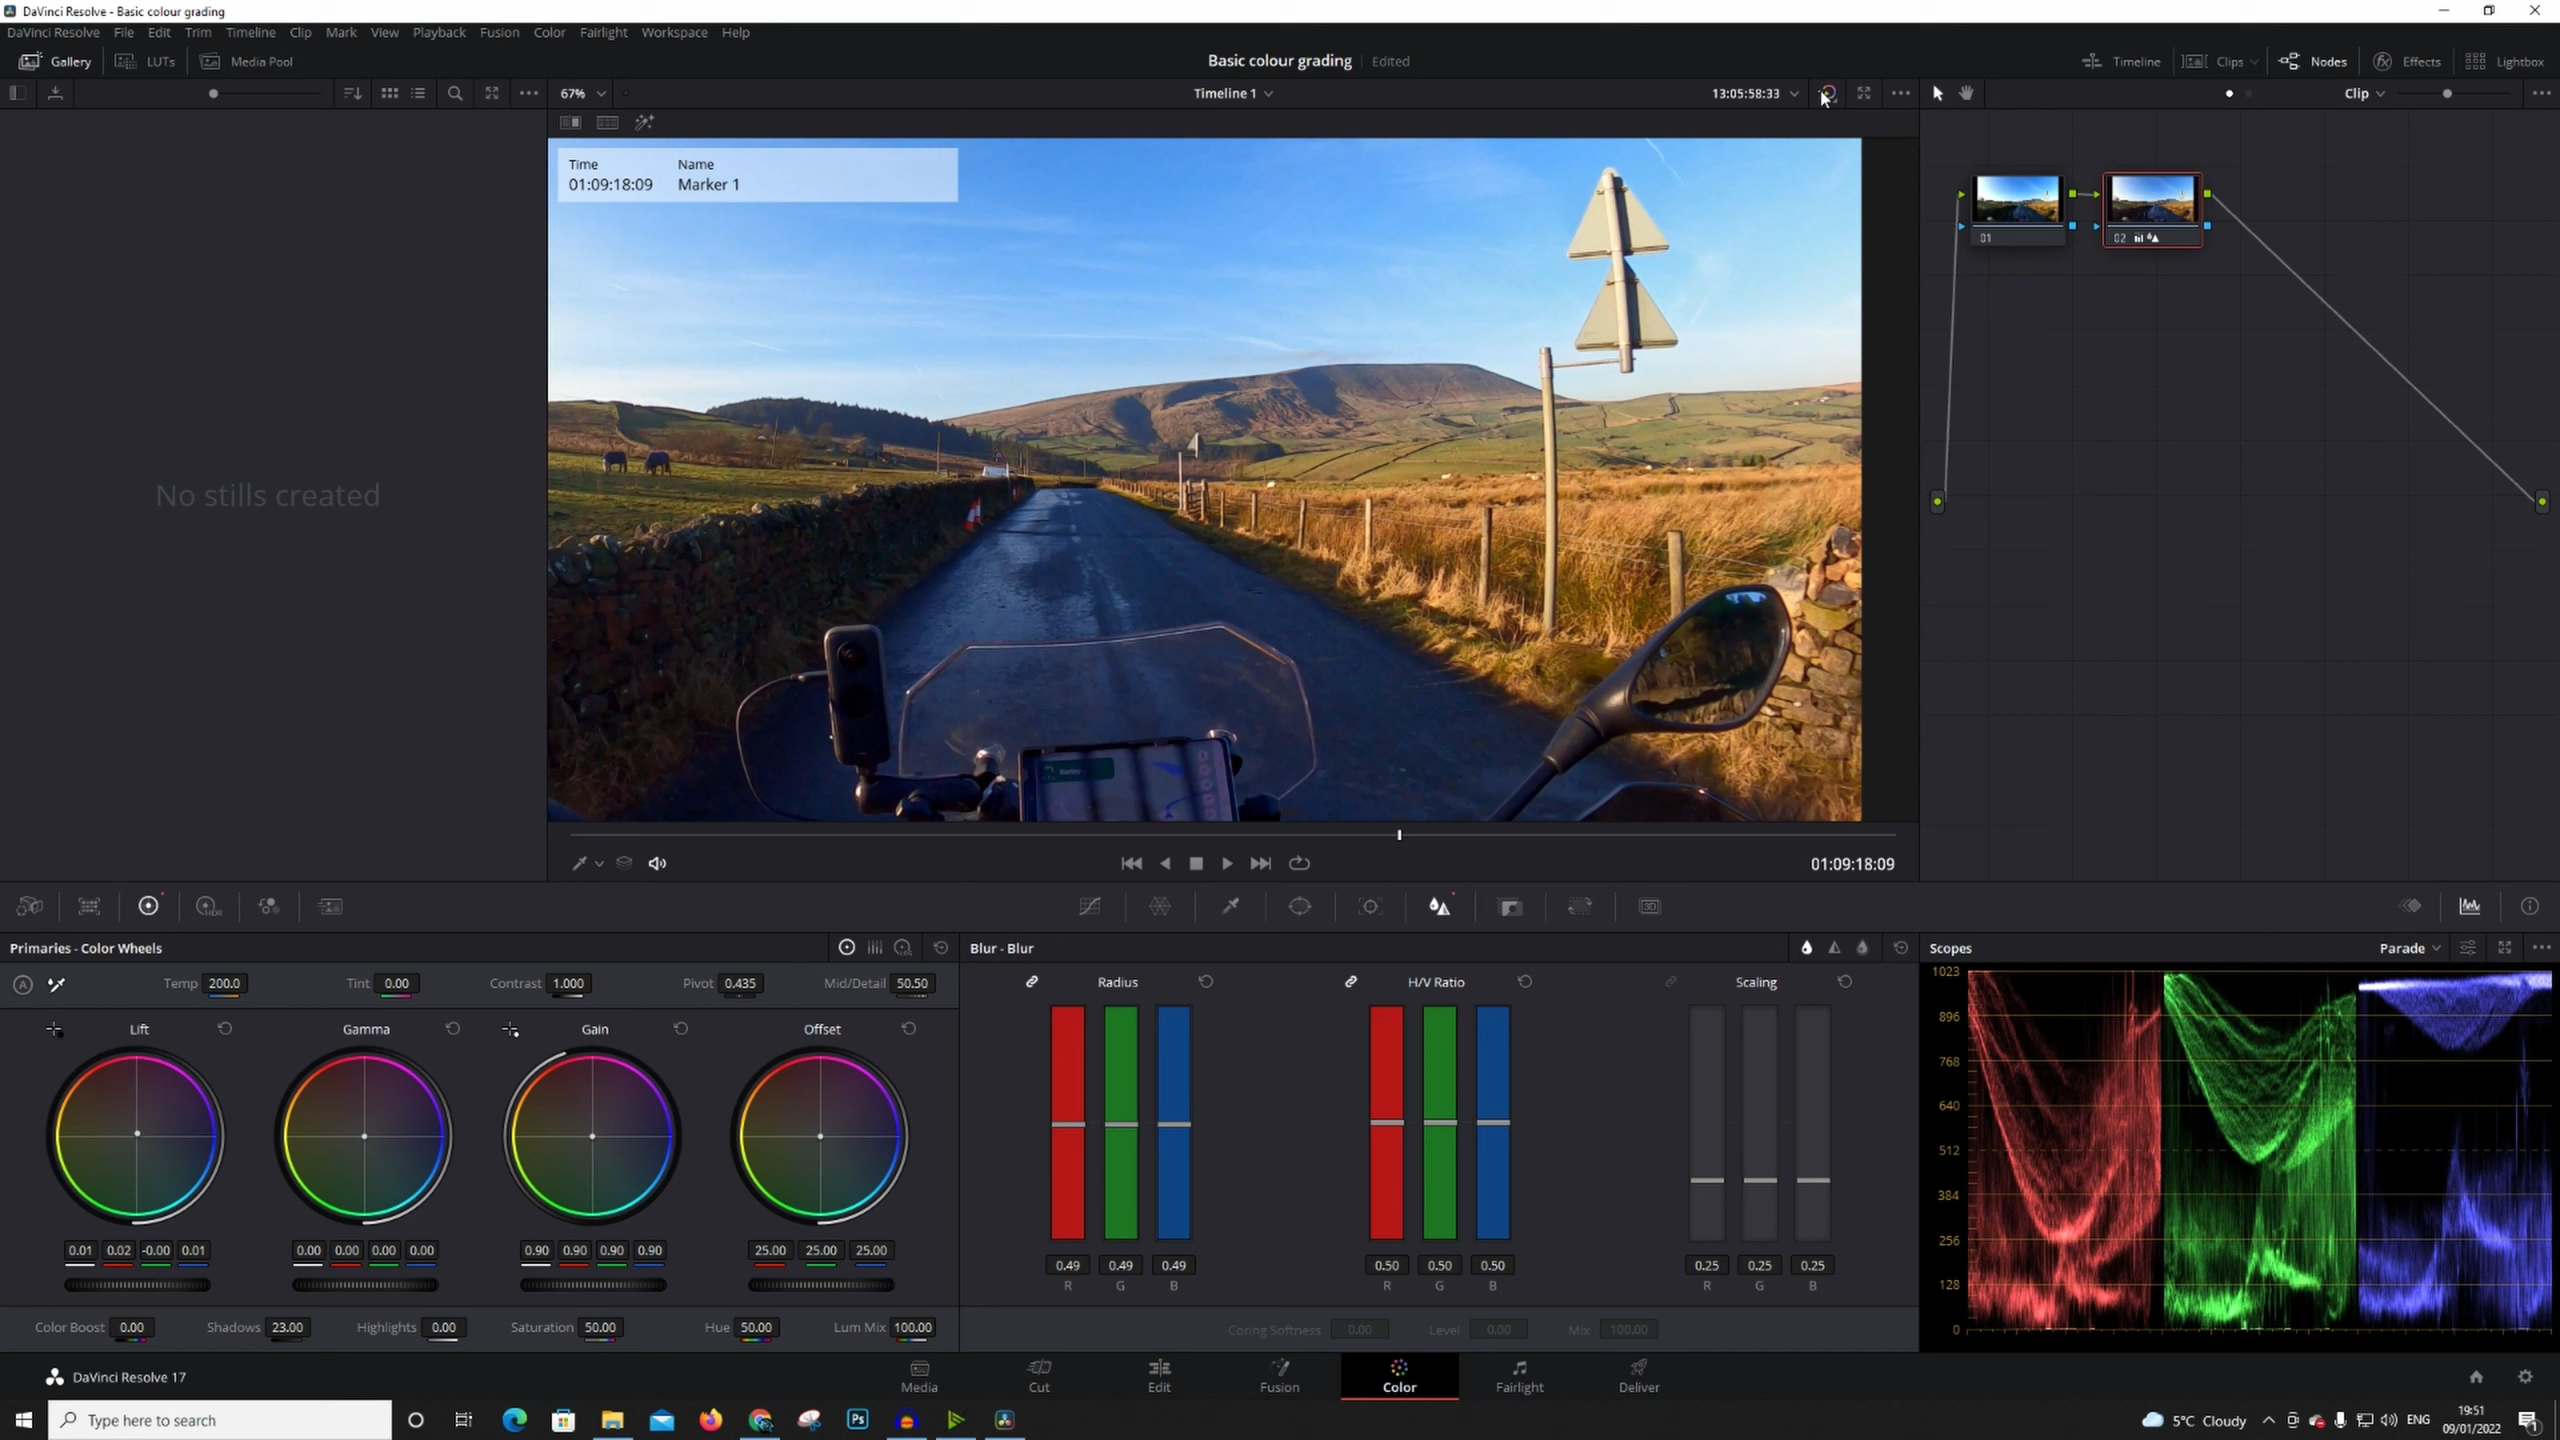 DaVinci Resolve - Basic colour grading
DaVinci Resolve File Edit Trim Timeline Clip Mark View Playback Fusion Color Fairlight Workspace Help
Gallery LUTs Media Pool Basic colour grading Edited Timeline Clips Nodes Effects Lightbox
67% Timeline 1 13:05:58:33 Clip
Time Name
01:09:18:09 Marker 1
01 02
No stills created
01:09:18:09
Primaries - Color Wheels Blur - Blur Scopes Parade
Temp 200.0 Tint 0.00 Contrast 1.000 Pivot 0.435 Mid/Detail 50.50 Radius H/V Ratio Scaling
Lift Gamma Gain Offset
1023
896
768
640
512
384
256
128
0
0.01 0.02 -0.00 0.01 0.00 0.00 0.00 0.00 0.90 0.90 0.90 0.90 25.00 25.00 25.00
0.49 0.49 0.49 0.50 0.50 0.50 0.25 0.25 0.25
R G B R G B R G B
Color Boost 0.00 Shadows 23.00 Highlights 0.00 Saturation 50.00 Hue 50.00 Lum Mix 100.00 Coring Softness 0.00 Level 0.00 Mix 100.00
DaVinci Resolve 17 Media Cut Edit Fusion Color Fairlight Deliver
Type here to search Ps 5°C Cloudy ENG 19:51
09/01/2022